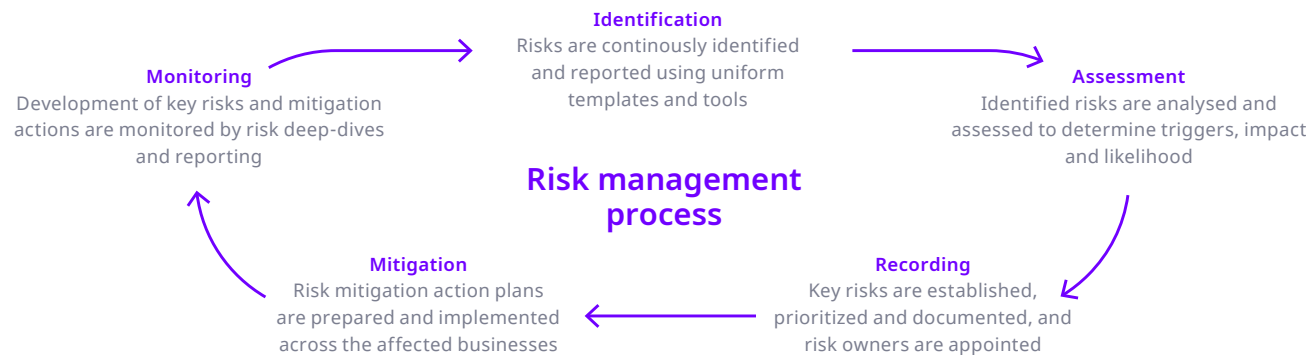 Identification
Risks are continously identified
and reported using uniform
templates and tools
Assessment
Identified risks are analysed and
assessed to determine triggers, impact
and likelihood
Recording
Key risks are established,
prioritized and documented, and
risk owners are appointed
Mitigation
Risk mitigation action plans
are prepared and implemented
across the affected businesses
Monitoring
Development of key risks and mitigation
actions are monitored by risk deep-dives
and reporting
Risk management
process